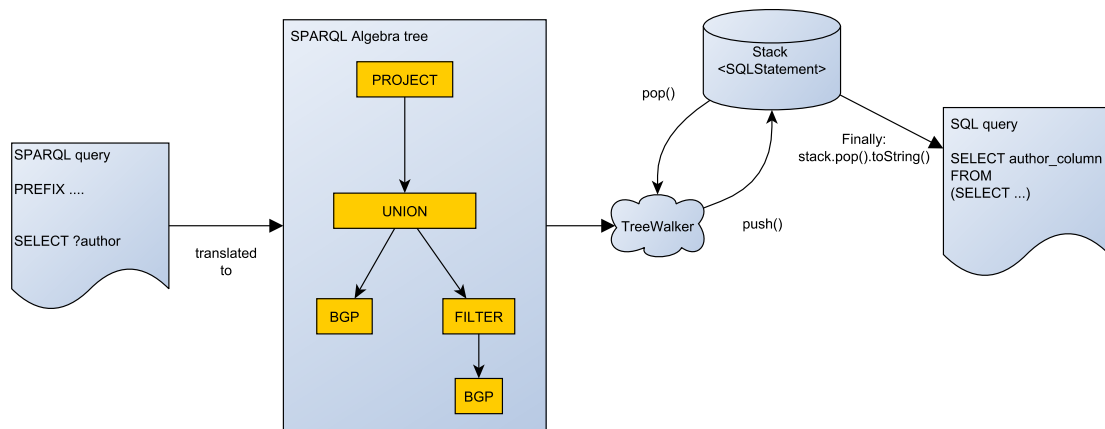 SPARQL query
PREFIX ....
SELECT ?author
translated
to
SPARQL Algebra tree
PROJECT
UNION
BGP
FILTER
BGP
TreeWalker
pop()
push()
Stack
<SQLStatement>
Finally:
stack.pop().toString()
SQL query
SELECT author_column
FROM
(SELECT ...)